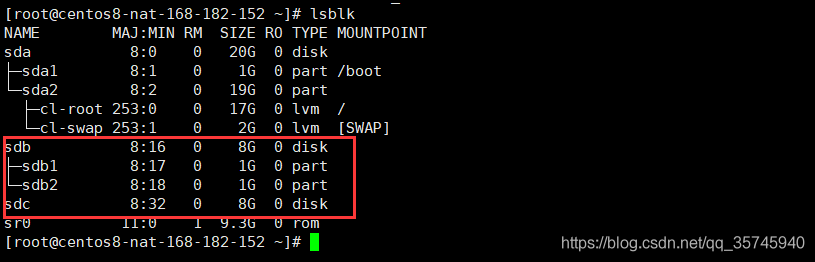 [root@centos8-nat-168-182-152 ~]# lsblk
NAME        MAJ:MIN RM  SIZE RO TYPE MOUNTPOINT
sda           8:0    0   20G  0 disk
├─sda1        8:1    0    1G  0 part /boot
└─sda2        8:2    0   19G  0 part
  ├─cl-root 253:0    0   17G  0 lvm  /
  └─cl-swap 253:1    0    2G  0 lvm  [SWAP]
sdb           8:16   0    8G  0 disk
├─sdb1        8:17   0    1G  0 part
└─sdb2        8:18   0    1G  0 part
sdc           8:32   0    8G  0 disk
sr0          11:0    1  9.3G  0 rom
[root@centos8-nat-168-182-152 ~]#
https://blog.csdn.net/qq_35745940